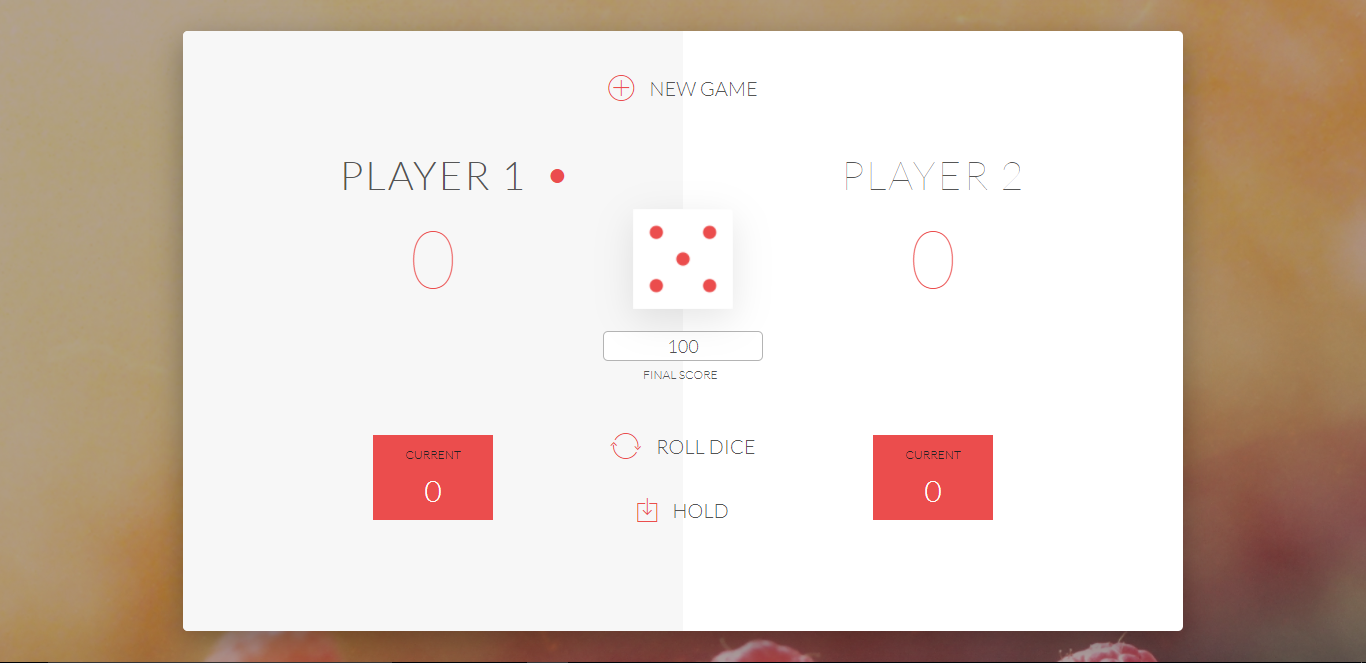 NEW GAME
PLAYER 1
PLAYER 2
0
0
100
FINAL SCORE
CURRENT
0
ROLL DICE
HOLD
CURRENT
0